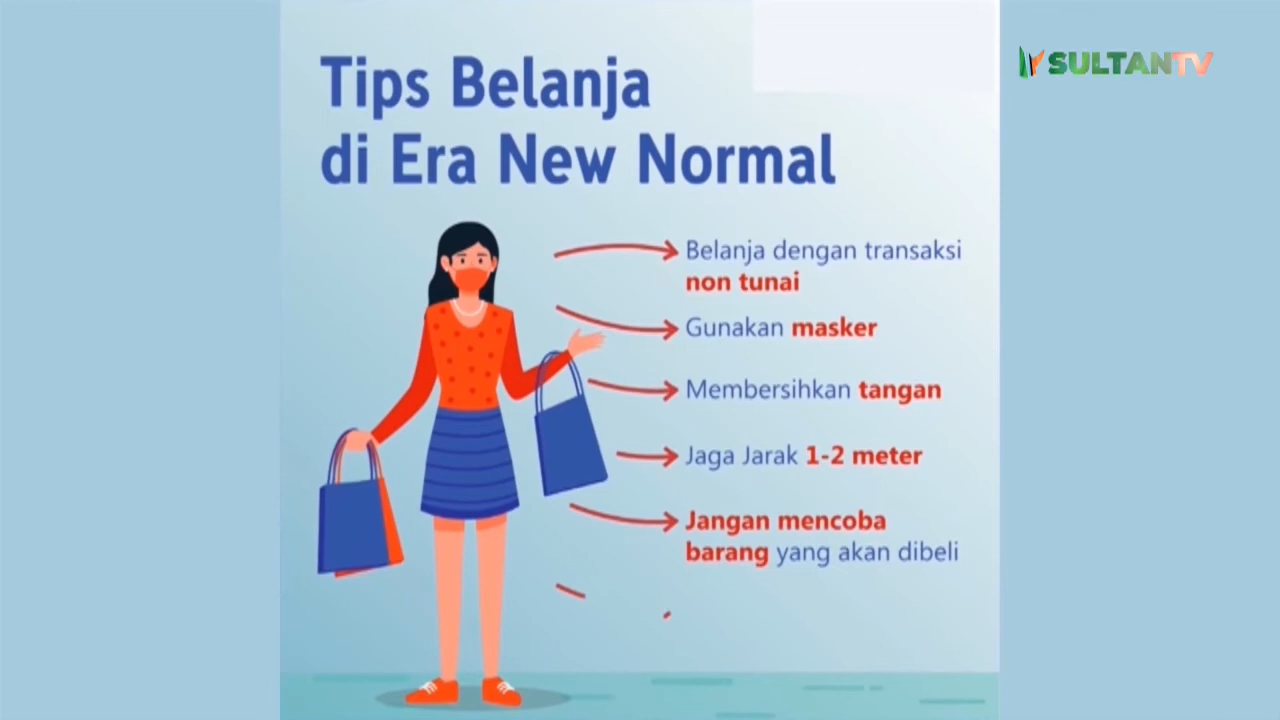 SULTANTV
Tips Belanja
di Era New Normal
Belanja dengan transaksi
non tunai
Gunakan masker
Membersihkan tangan
Jaga Jarak 1-2 meter
Jangan mencoba
barang yang akan dibeli